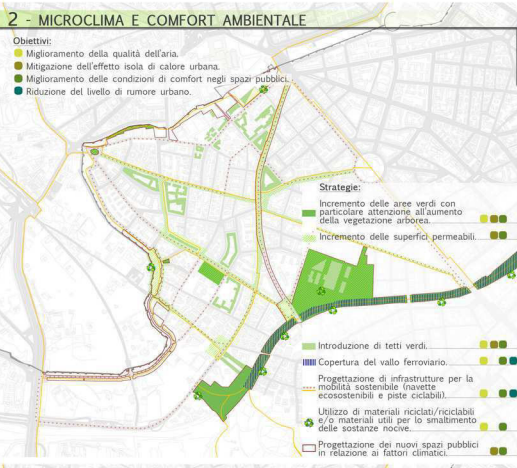 2 - MICROCLIMA E COMFORT AMBIENTALE
Obiettivi:
Miglioramento della qualità dell'aria.
Mitigazione dell'effetto isola di calore urbana.
Miglioramento delle condizioni di comfort negli spazi pubblici.
Riduzione del livello di rumore urbano.
Strategie:
Incremento delle aree verdi con
particolare attenzione all'aumento
della vegetazione arborea.
Incremento delle superfici permeabili.
Introduzione di tetti verdi.
Copertura del vallo ferroviario.
Progettazione di infrastrutture per la
mobilità sostenibile (navette
ecosostenibili e piste ciclabili).
Utilizzo di materiali riciclati/riciclabili
e/o materiali utili per lo smaltimento
delle sostanze nocive.
Progettazione dei nuovi spazi pubblici
in relazione ai fattori climatici.